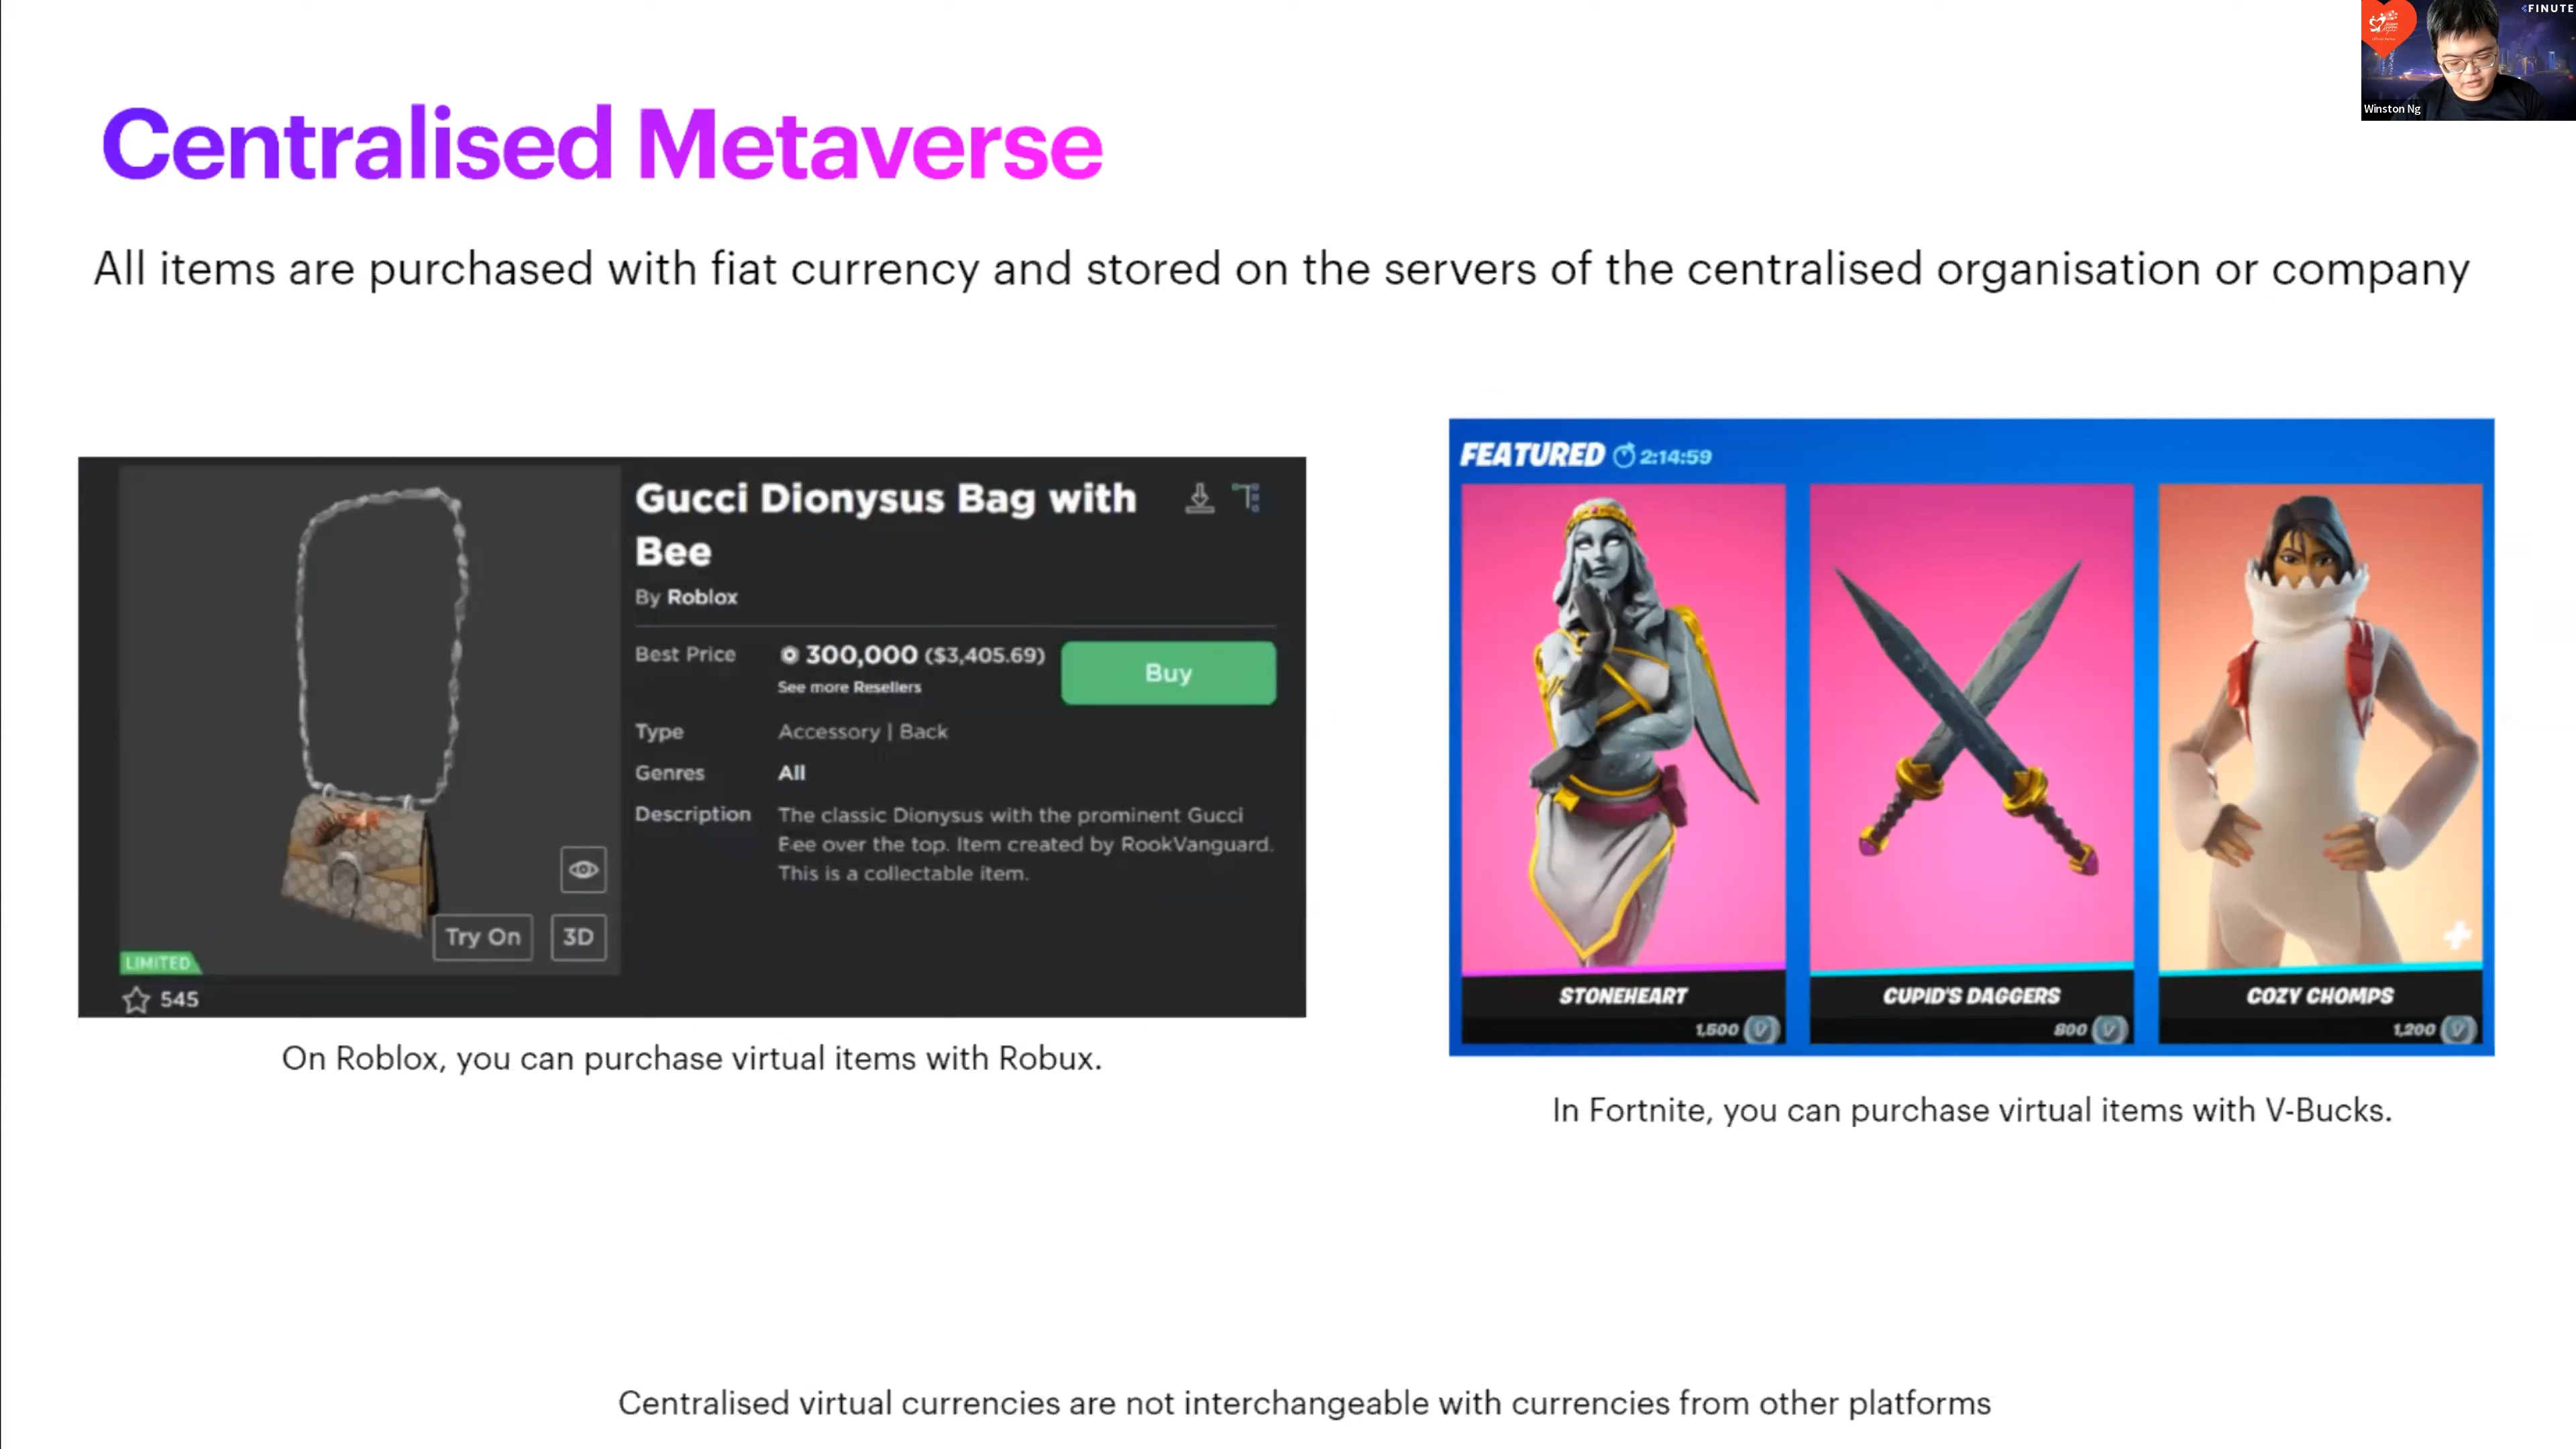 FINUTE
Winston Ng
Centralised Metaverse
All items are purchased with fiat currency and stored on the servers of the centralised organisation or company
Gucci Dionysus Bag with
Bee
By Roblox
Best Price 300,000 ($3,405.69)
See more Resellers
Buy
Type Accessory | Back
Genres All
Description The classic Dionysus with the prominent Gucci
Bee over the top. Item created by RookVanguard.
This is a collectable item.
Try On 3D
LIMITED
545
On Roblox, you can purchase virtual items with Robux.
FEATURED 2:14:59
STONEHEART
1,500
CUPID'S DAGGERS
800
COZY CHOMPS
1,200
In Fortnite, you can purchase virtual items with V-Bucks.
Centralised virtual currencies are not interchangeable with currencies from other platforms